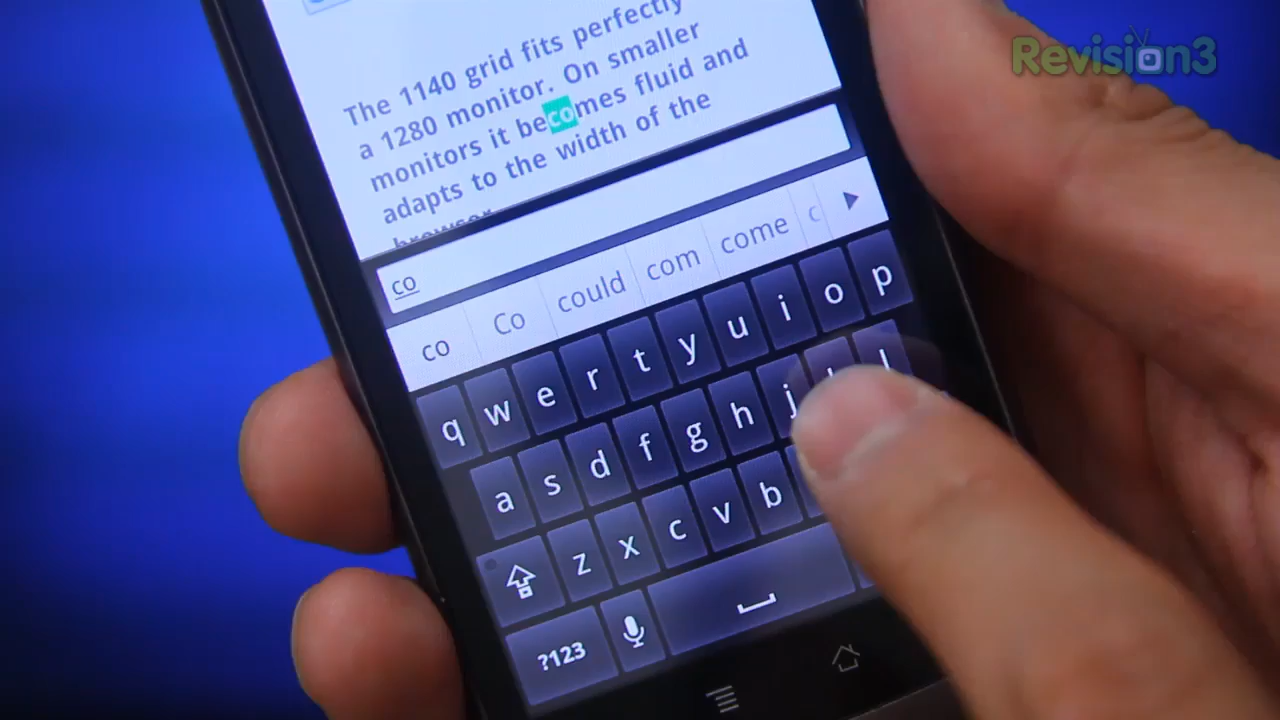 Revision3
The 1140 grid fits perfectly
a 1280 monitor. On smaller
monitors it becomes fluid and
adapts to the width of the
browser
co
co Co could com come c
q w e r t y u i o p
a s d f g h j
z x c v b
?123